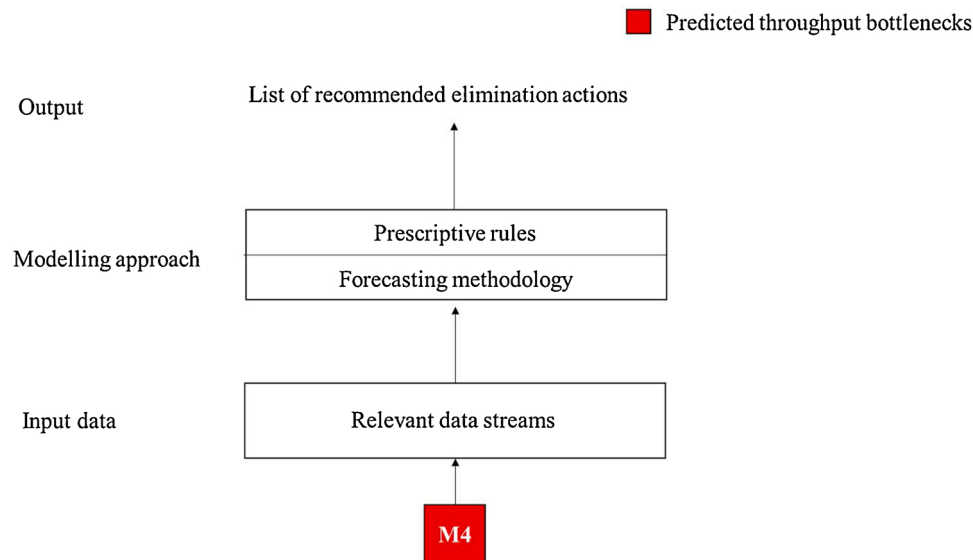 Predicted throughput bottlenecks
Output
List of recommended elimination actions
Modelling approach
Prescriptive rules
Forecasting methodology
Input data
Relevant data streams
M4